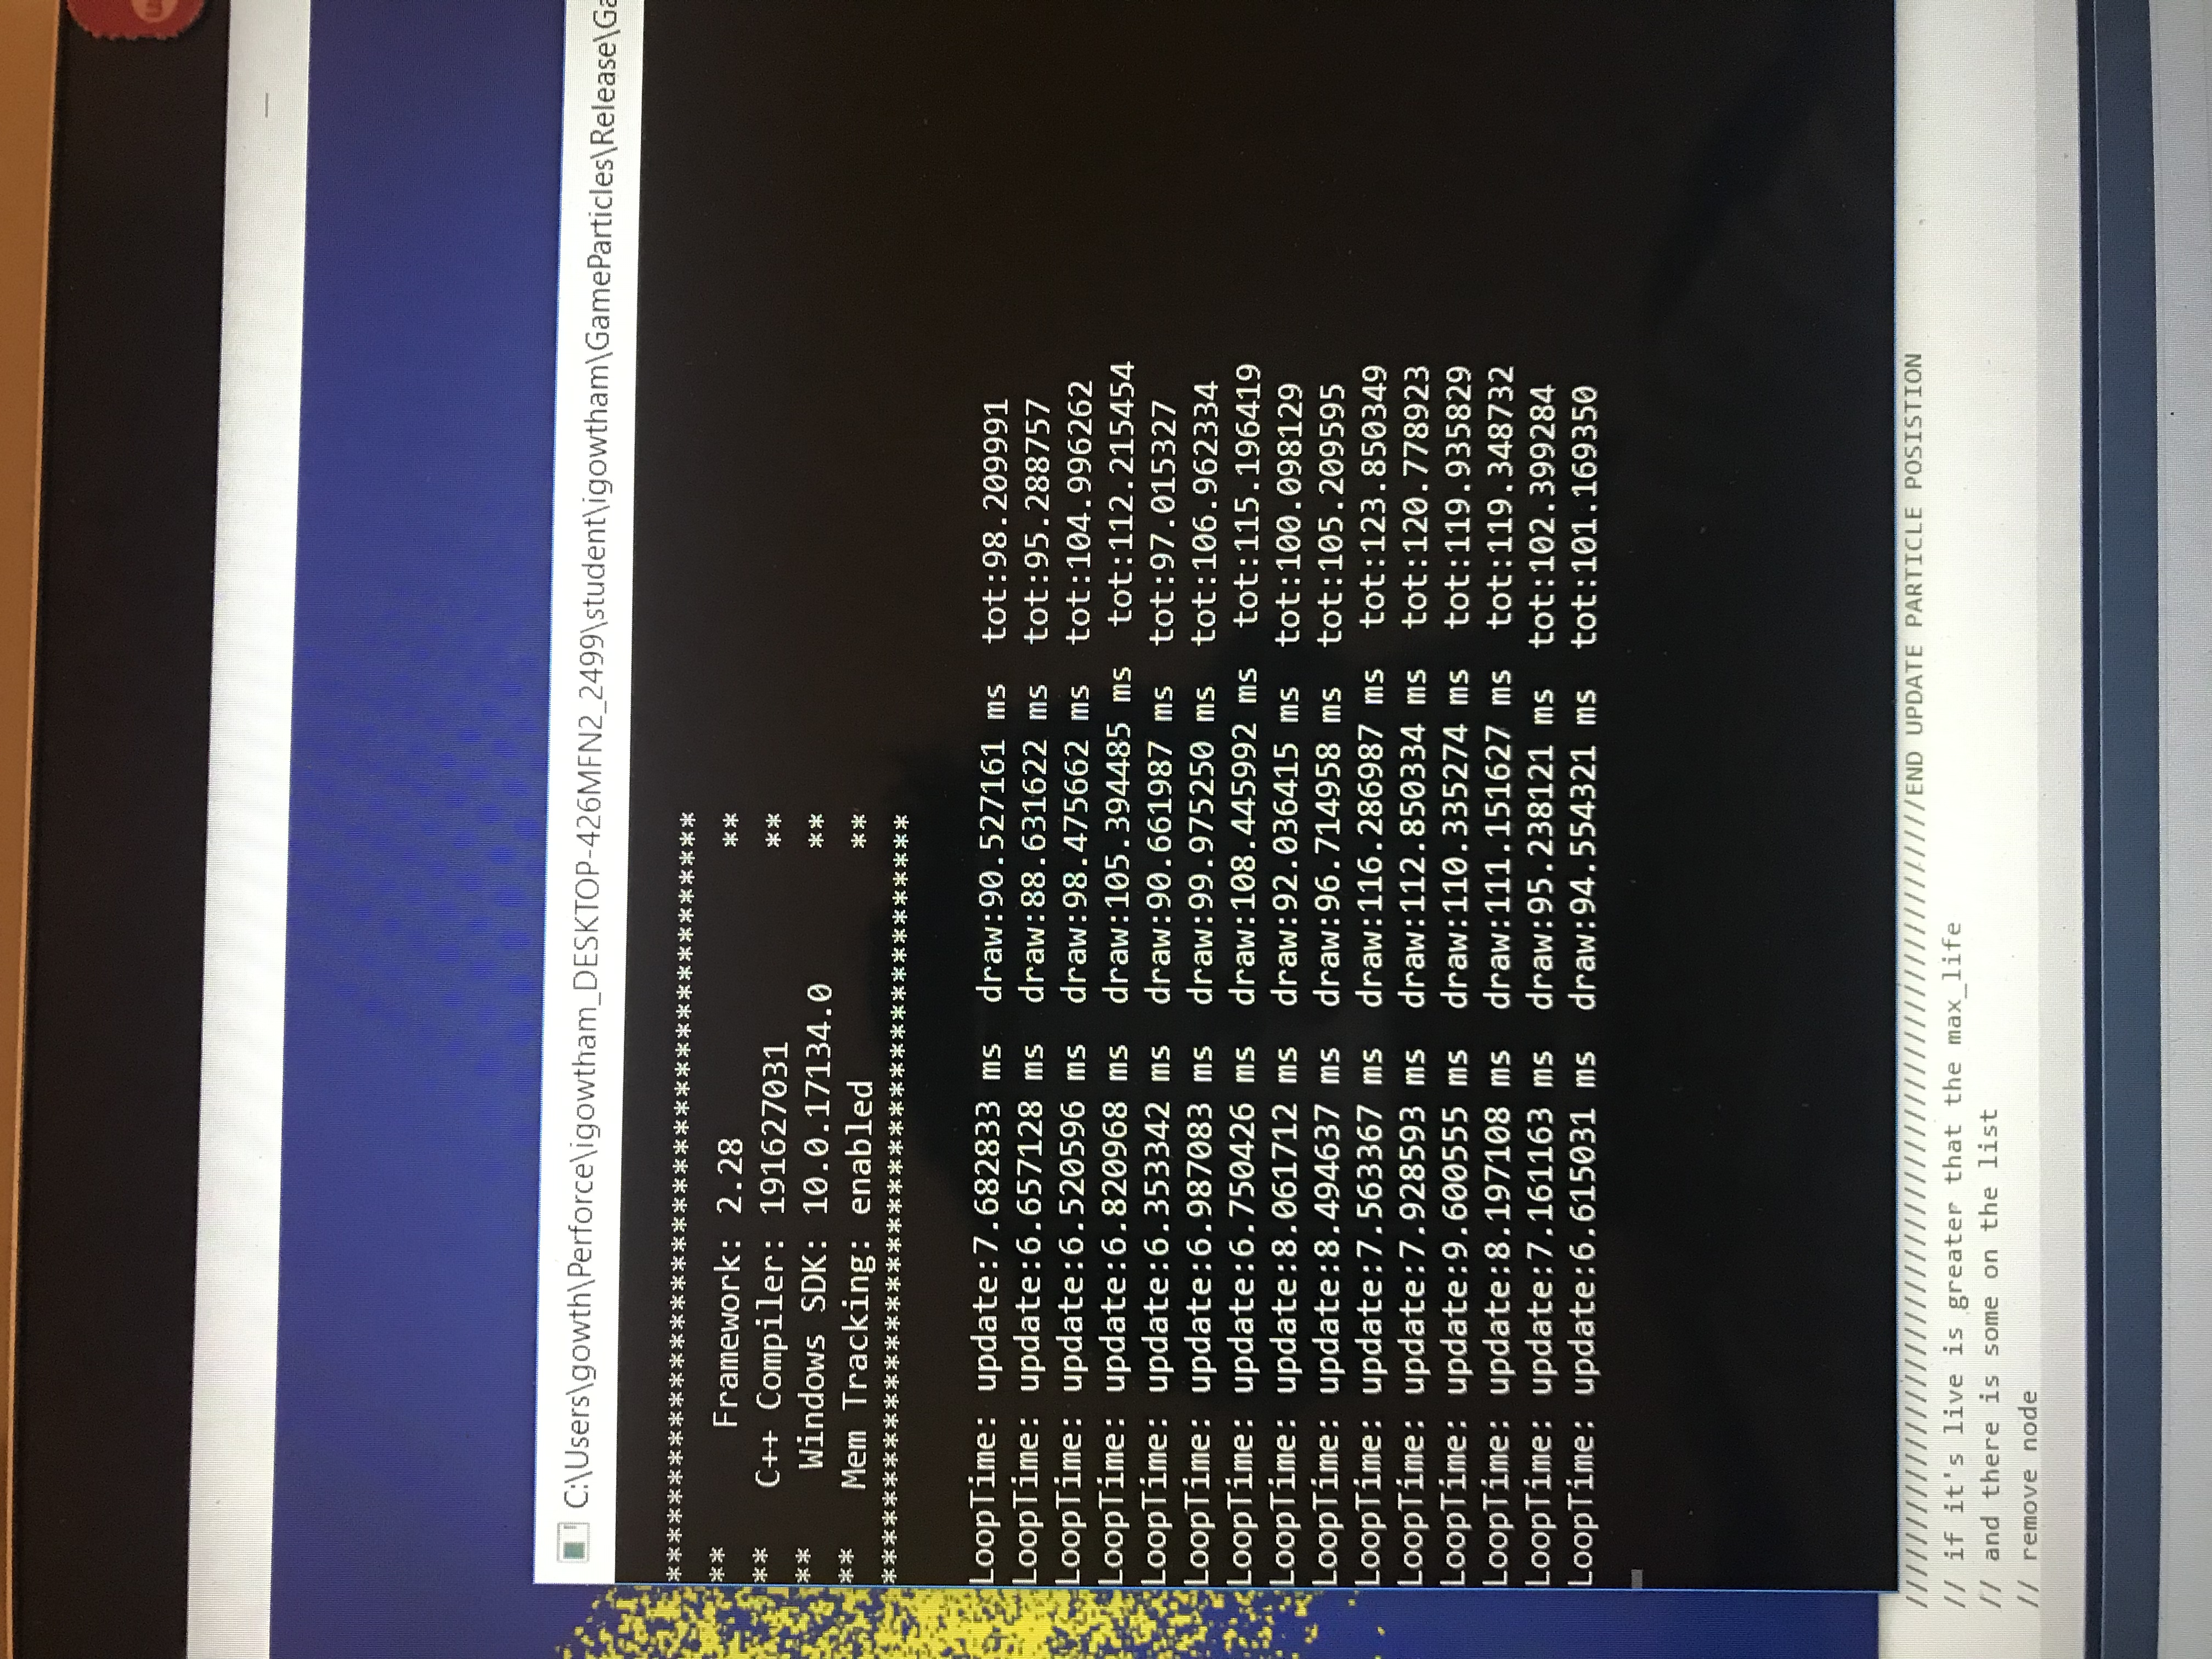 C:\Users\gowth\Perforce\igowtham_DESKTOP-426MFN2_2499\student\igowtham\GameParticles\Release\Ga
****************************************
** Framework: 2.28 **
** C++ Compiler: 191627031 **
** Windows SDK: 10.0.17134.0 **
** Mem Tracking: enabled **
****************************************
LoopTime: update:7.682833 ms draw:90.527161 ms tot:98.209991
LoopTime: update:6.657128 ms draw:88.631622 ms tot:95.288757
LoopTime: update:6.520596 ms draw:98.475662 ms tot:104.996262
LoopTime: update:6.820968 ms draw:105.394485 ms tot:112.215454
LoopTime: update:6.353342 ms draw:90.661987 ms tot:97.015327
LoopTime: update:6.987083 ms draw:99.975250 ms tot:106.962334
LoopTime: update:6.750426 ms draw:108.445992 ms tot:115.196419
LoopTime: update:8.061712 ms draw:92.036415 ms tot:100.098129
LoopTime: update:8.494637 ms draw:96.714958 ms tot:105.209595
LoopTime: update:7.563367 ms draw:116.286987 ms tot:123.850349
LoopTime: update:7.928593 ms draw:112.850334 ms tot:120.778923
LoopTime: update:9.600555 ms draw:110.335274 ms tot:119.935829
LoopTime: update:8.197108 ms draw:111.151627 ms tot:119.348732
LoopTime: update:7.161163 ms draw:95.238121 ms tot:102.399284
LoopTime: update:6.615031 ms draw:94.554321 ms tot:101.169350
////////////////////////////////////////////////////END UPDATE PARTICLE POSISTION
// if it's live is greater that the max_life
// and there is some on the list
// remove node